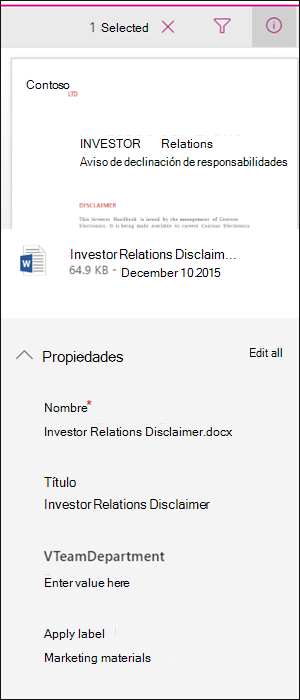 1 Selected
Contoso
LTD
INVESTOR Relations
Aviso de declinación de responsabilidades
DISCLAIMER
This Investor Handbook is issued by the management of Contoso
Electronics. It is being made available to current Contoso Electronics
Investor Relations Disclaim...
64.9 KB - December 10.2015
Propiedades
Edit all
Nombre*
Investor Relations Disclaimer.docx
Título
Investor Relations Disclaimer
VTeamDepartment
Enter value here
Apply label
Marketing materials